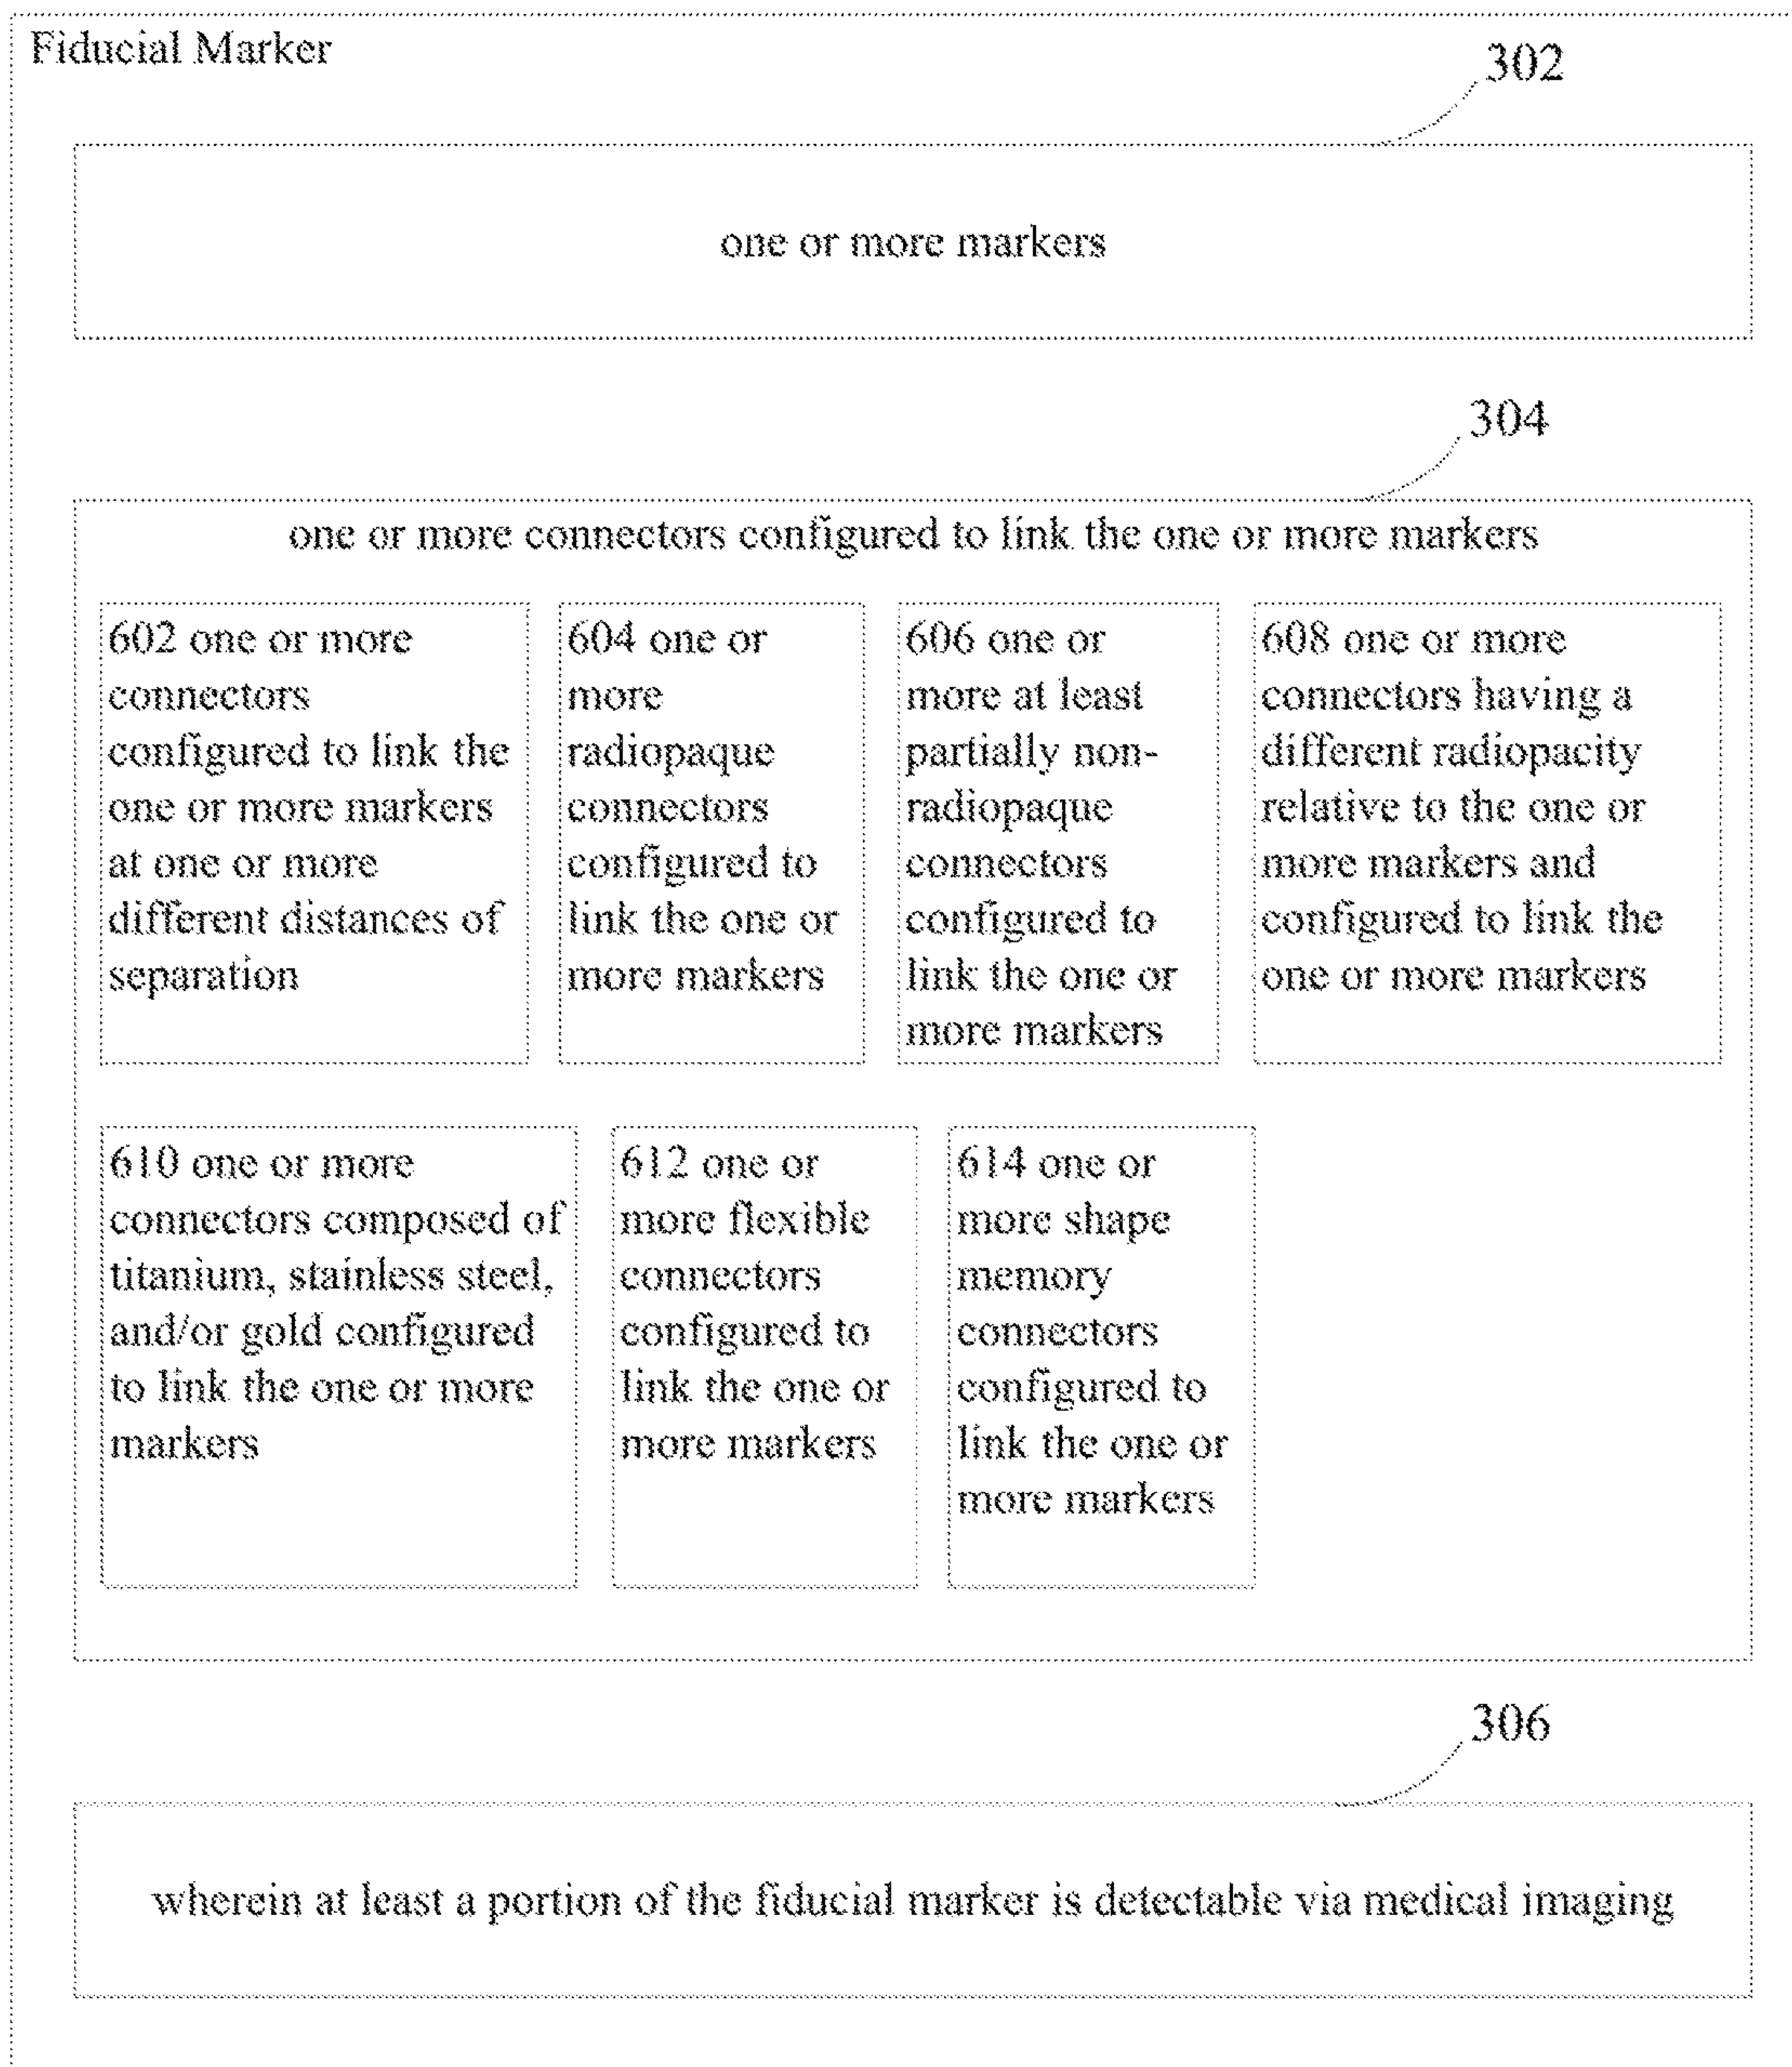 Fiducial Marker
302
one or more markers
304
one or more connectors configured to link the one or more markers
602 one or more
connectors
configured to link the
one or more markers
at one or more
different distances of
separation
604 one or
more
radiopaque
connectors
configured to
link the one or
more markers
606 one or
more at least
partially non-
radiopaque
connectors
configured to
link the one or
more markers
608 one or more
connectors having a
different radiopacity
relative to the one or
more markers and
configured to link the
one or more markers
610 one or more
connectors composed of
titanium, stainless steel,
and/or gold configured
to link the one or more
markers
612 one or
more flexible
connectors
configured to
link the one or
more markers
614 one or
more shape
memory
connectors
configured to
link the one or
more markers
306
wherein at least a portion of the fiducial marker is detectable via medical imaging